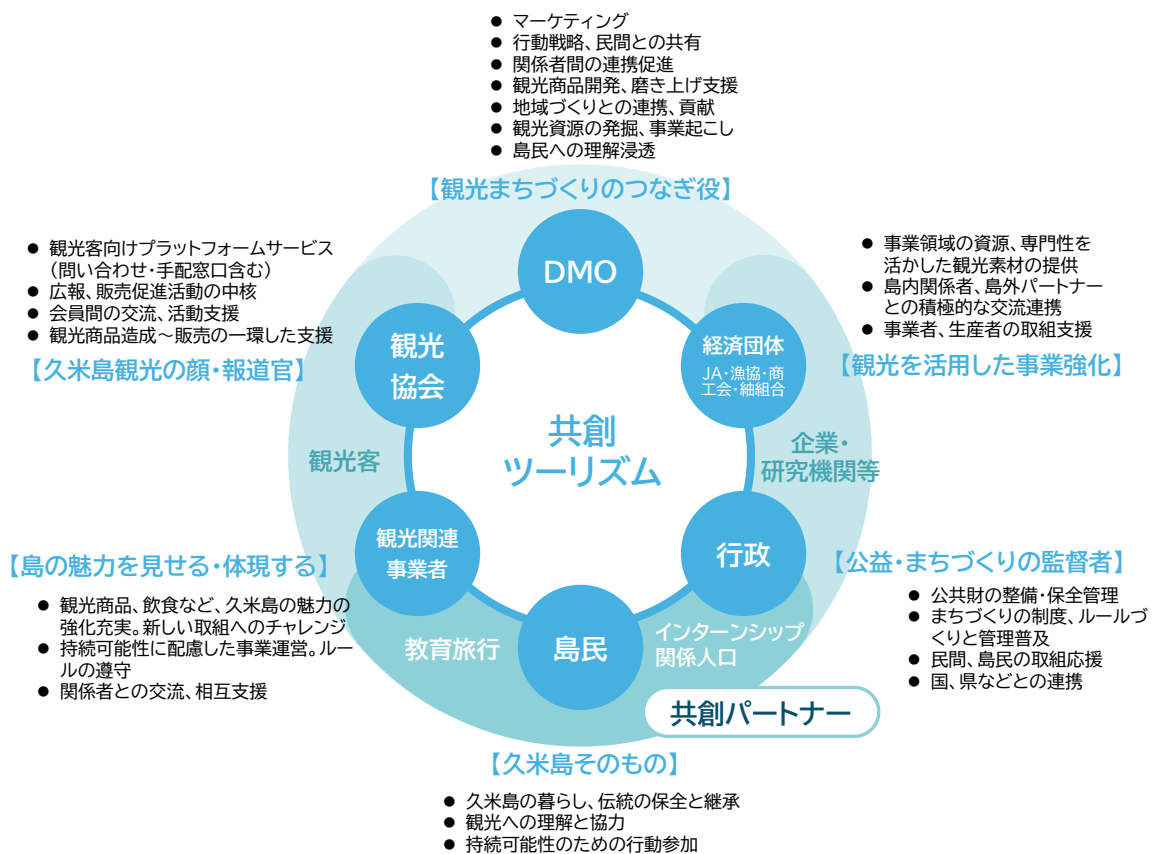 ● マーケティング
● 行動戦略、民間との共有
● 関係者間の連携促進
● 観光商品開発、磨き上げ支援
● 地域づくりとの連携、貢献
● 観光資源の発掘、事業起こし
● 島民への理解浸透
【観光まちづくりのつなぎ役】
DMO
● 観光客向けプラットフォームサービス
（問い合わせ・手配窓口含む）
● 広報、販売促進活動の中核
● 会員間の交流、活動支援
● 観光商品造成～販売の一環した支援
【久米島観光の顔・報道官】
観光
協会
● 事業領域の資源、専門性を
活かした観光素材の提供
● 島内関係者、島外パートナー
との積極的な交流連携
● 事業者、生産者の取組支援
【観光を活用した事業強化】
経済団体
JA・漁協・商
工会・紬組合
共創
ツーリズム
観光客
企業・
研究機関等
観光関連
事業者
【島の魅力を見せる・体現する】
● 観光商品、飲食など、久米島の魅力の
強化充実。新しい取組へのチャレンジ
● 持続可能性に配慮した事業運営。ルー
ルの遵守
● 関係者との交流、相互支援
行政
【公益・まちづくりの監督者】
● 公共財の整備・保全管理
● まちづくりの制度、ルールづ
くりと管理普及
● 民間、島民の取組応援
● 国、県などとの連携
教育旅行
島民
インターンシップ
関係人口
共創パートナー
【久米島そのもの】
● 久米島の暮らし、伝統の保全と継承
● 観光への理解と協力
● 持続可能性のための行動参加